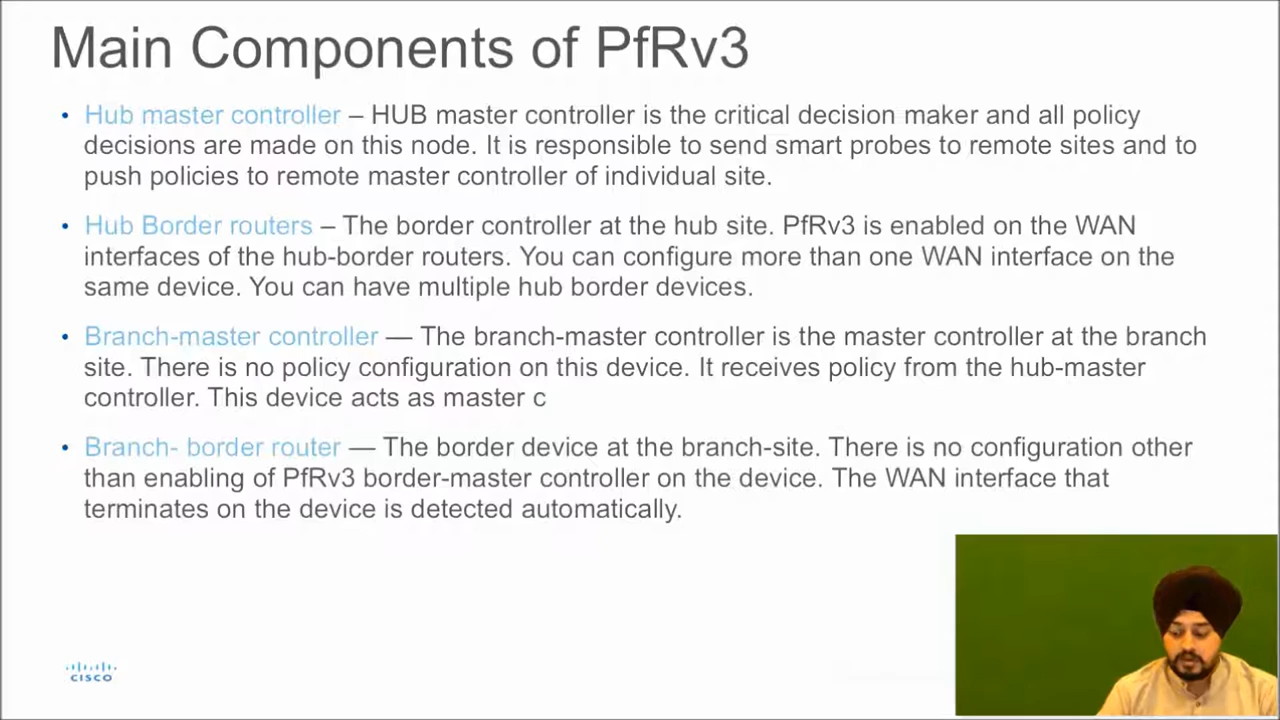 Main Components of PfRv3
• Hub master controller – HUB master controller is the critical decision maker and all policy
decisions are made on this node. It is responsible to send smart probes to remote sites and to
push policies to remote master controller of individual site.
• Hub Border routers – The border controller at the hub site. PfRv3 is enabled on the WAN
interfaces of the hub-border routers. You can configure more than one WAN interface on the
same device. You can have multiple hub border devices.
• Branch-master controller — The branch-master controller is the master controller at the branch
site. There is no policy configuration on this device. It receives policy from the hub-master
controller. This device acts as master c
• Branch- border router — The border device at the branch-site. There is no configuration other
than enabling of PfRv3 border-master controller on the device. The WAN interface that
terminates on the device is detected automatically.
CISCO